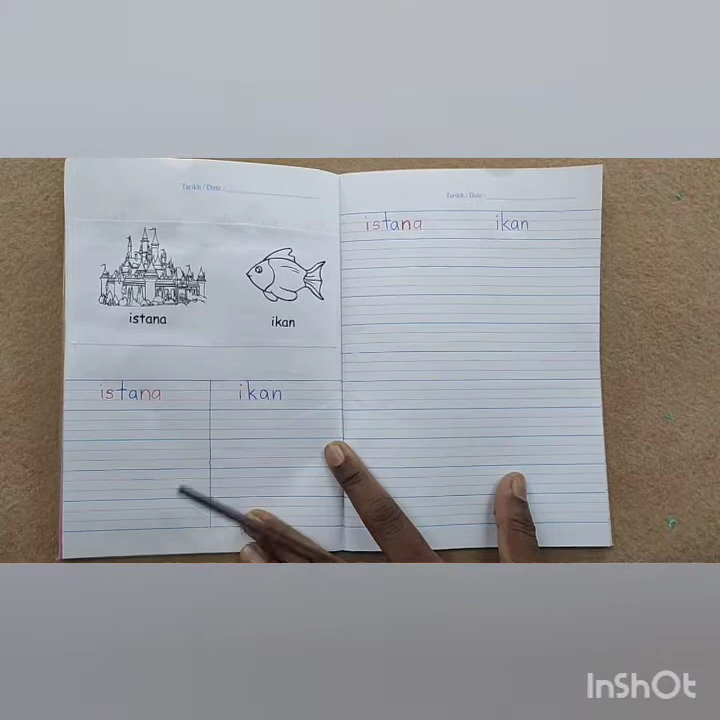 Tarikh / Date :
istana ikan
istana ikan
Tarikh / Date :
istana ikan
InShOt